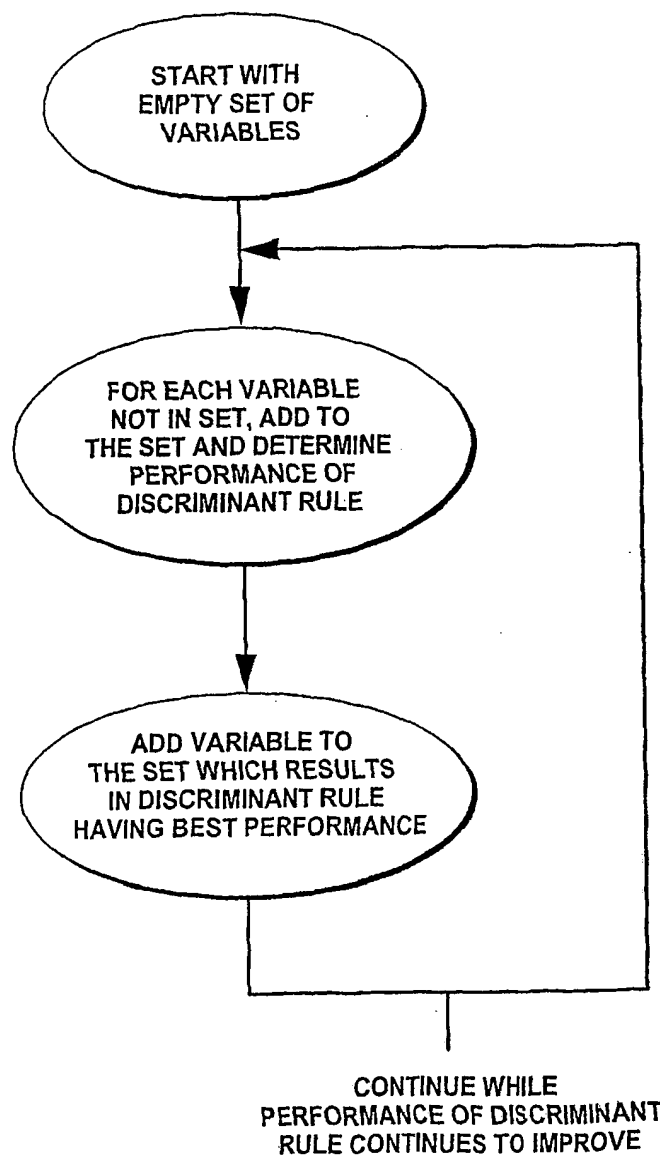 START WITH
EMPTY SET OF
VARIABLES
FOR EACH VARIABLE
NOT IN SET, ADD TO
THE SET AND DETERMINE
PERFORMANCE OF
DISCRIMINANT RULE
ADD VARIABLE TO
THE SET WHICH RESULTS
IN DISCRIMINANT RULE
HAVING BEST PERFORMANCE
CONTINUE WHILE
PERFORMANCE OF DISCRIMINANT
RULE CONTINUES TO IMPROVE